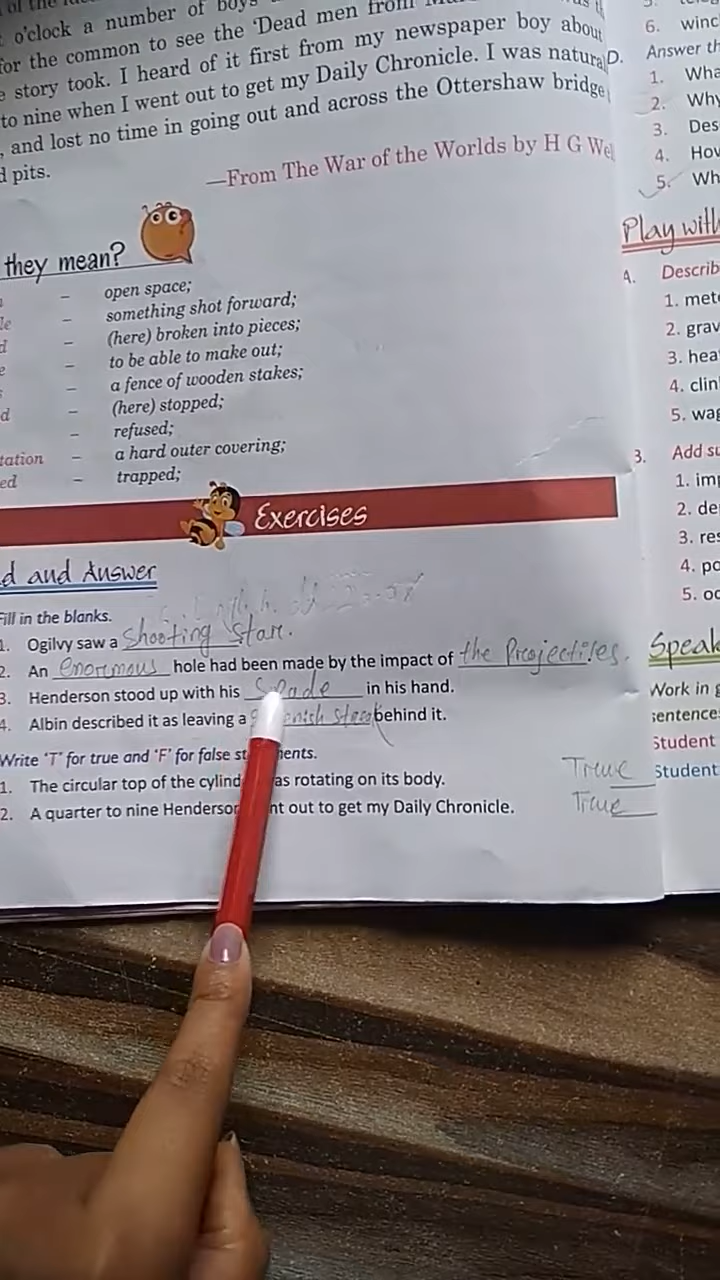 o'clock a number of boys
for the common to see the 'Dead men from
story took. I heard of it first from my newspaper boy about
to nine when I went out to get my Daily Chronicle. I was natura
, and lost no time in going out and across the Ottershaw bridge
d pits.
—From The War of the Worlds by H G We
they mean?
– open space;
le – something shot forward;
d – (here) broken into pieces;
e – to be able to make out;
– a fence of wooden stakes;
d – (here) stopped;
– refused;
tation – a hard outer covering;
ed – trapped;
Exercises
d and Answer
Fill in the blanks.
1. Ogilvy saw a shooting star.
2. An enormous hole had been made by the impact of the Projectiles.
3. Henderson stood up with his Spade in his hand.
4. Albin described it as leaving a behind it.
Write 'T' for true and 'F' for false st ents.
1. The circular top of the cylind as rotating on its body. True
2. A quarter to nine Henderson nt out to get my Daily Chronicle. True
6. winc
D. Answer th
1. Wha
2. Why
3. Des
4. How
5. Wh
Play with
A. Describ
1. met
2. grav
3. hea
4. clin
5. wag
3. Add su
1. im
2. de
3. res
4. po
5. oc
Speak
Work in g
sentence
Student
Student